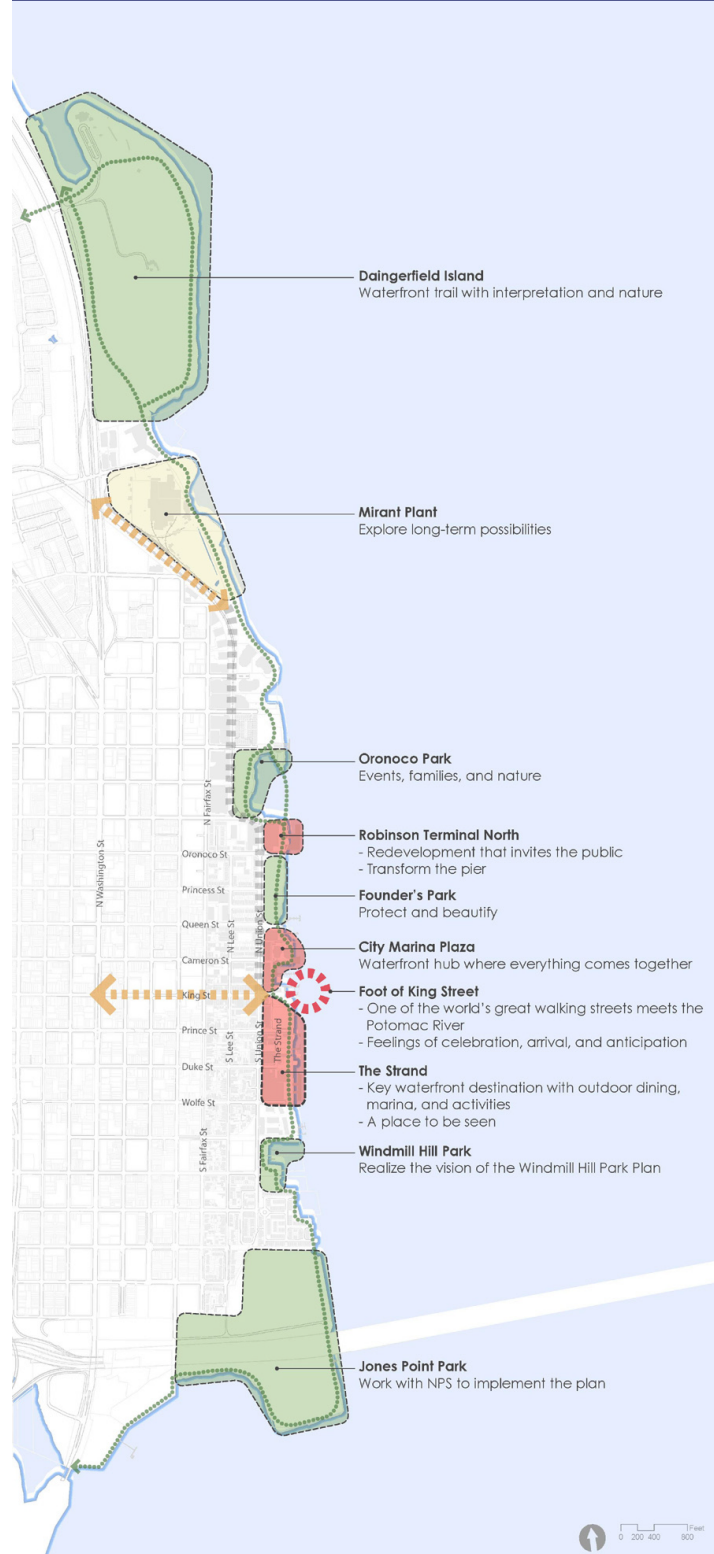 Daingerfield Island
Waterfront trail with interpretation and nature
Mirant Plant
Explore long-term possibilities
Oronoco Park
Events, families, and nature
N Fairfax St
Robinson Terminal North
- Redevelopment that invites the public
- Transform the pier
N Washington St
Oronoco St
Princess St
Founder's Park
Protect and beautify
Queen St
N Lee St
N Union St
City Marina Plaza
Waterfront hub where everything comes together
Cameron St
Foot of King Street
- One of the world's great walking streets meets the
Potomac River
- Feelings of celebration, arrival, and anticipation
King St
Prince St
S Lee St
S Union St
The Strand
The Strand
- Key waterfront destination with outdoor dining,
marina, and activities
- A place to be seen
Duke St
Wolfe St
S Fairfax St
Windmill Hill Park
Realize the vision of the Windmill Hill Park Plan
Jones Point Park
Work with NPS to implement the plan
Feet
0 200 400 800